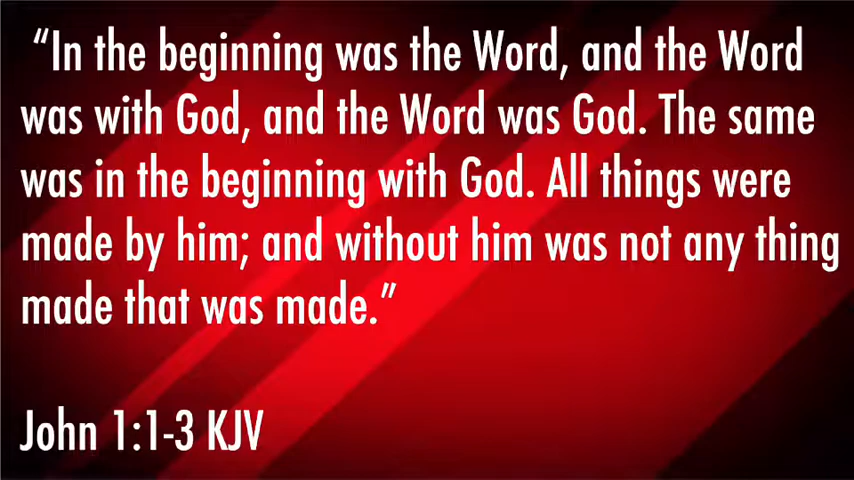 “In the beginning was the Word, and the Word
was with God, and the Word was God. The same
was in the beginning with God. All things were
made by him; and without him was not any thing
made that was made.”
John 1:1-3 KJV